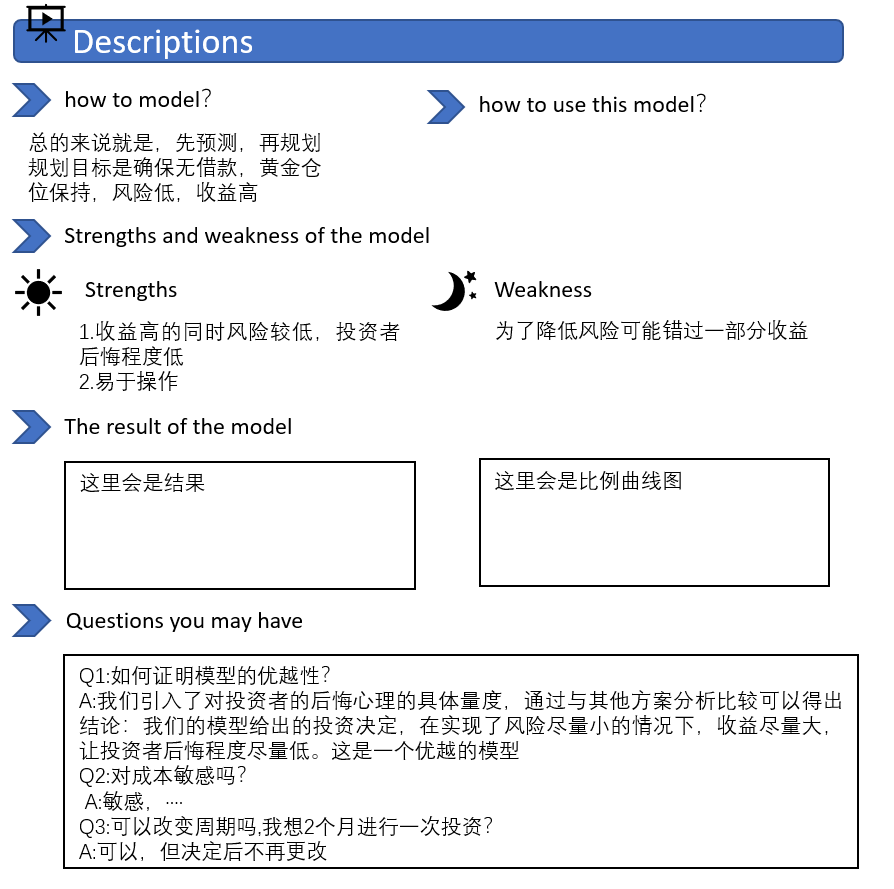 Descriptions
how to model？
总的来说就是，先预测，再规划
规划目标是确保无借款，黄金仓
位保持，风险低，收益高
how to use this model？
Strengths and weakness of the model
Strengths
1.收益高的同时风险较低，投资者
后悔程度低
2.易于操作
Weakness
为了降低风险可能错过一部分收益
The result of the model
这里会是结果
这里会是比例曲线图
Questions you may have
Q1:如何证明模型的优越性？
A:我们引入了对投资者的后悔心理的具体量度，通过与其他方案分析比较可以得出
结论：我们的模型给出的投资决定，在实现了风险尽量小的情况下，收益尽量大，
让投资者后悔程度尽量低。这是一个优越的模型
Q2:对成本敏感吗？
A:敏感，····
Q3:可以改变周期吗,我想2个月进行一次投资？
A:可以，但决定后不再更改